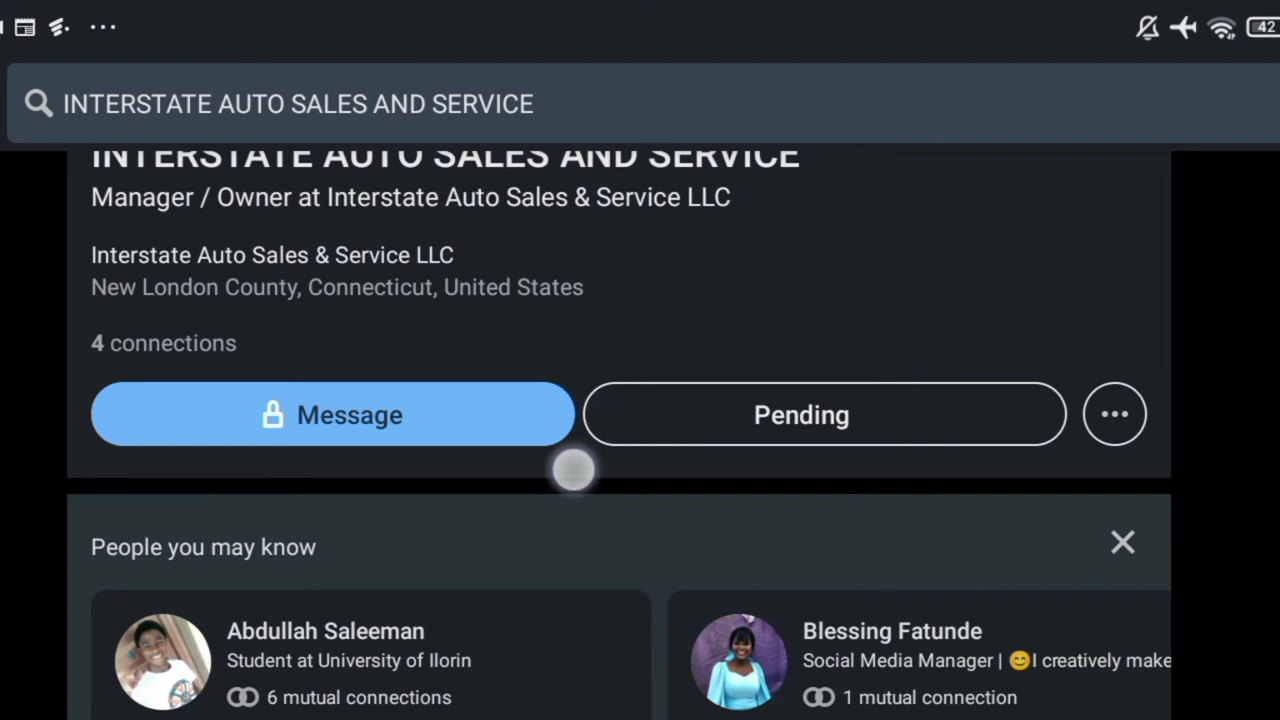 42
INTERSTATE AUTO SALES AND SERVICE
INTERSTATE AUTO SALES AND SERVICE
Manager / Owner at Interstate Auto Sales & Service LLC
Interstate Auto Sales & Service LLC
New London County, Connecticut, United States
4 connections
Message
Pending
People you may know
Abdullah Saleeman
Student at University of Ilorin
6 mutual connections
Blessing Fatunde
Social Media Manager | 😊I creatively make
1 mutual connection